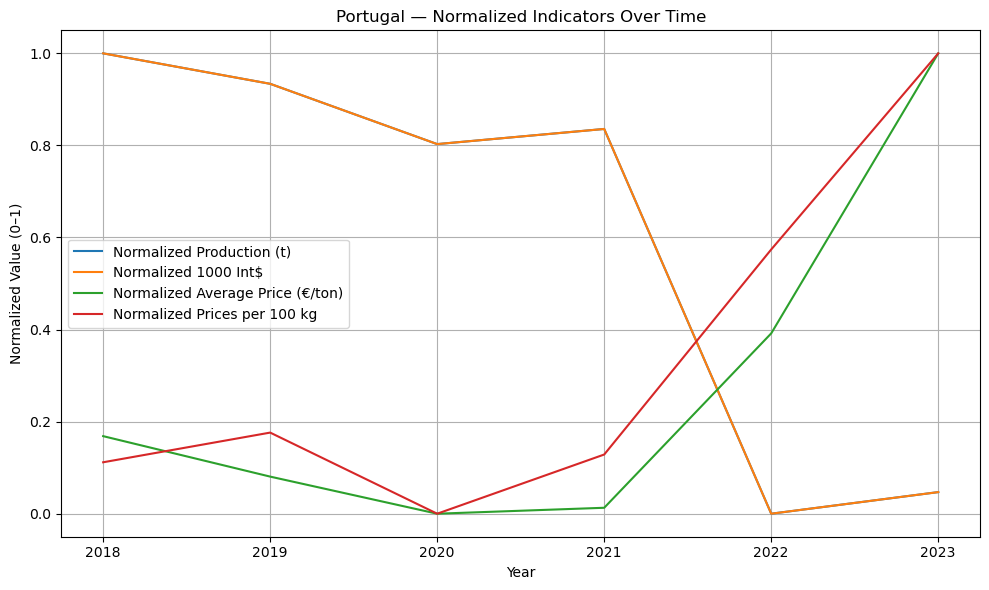 Portugal — Normalized Indicators Over Time
Normalized Value (0–1)
1.0
0.8
0.6
0.4
0.2
0.0
Normalized Production (t)
Normalized 1000 Int$
Normalized Average Price (€/ton)
Normalized Prices per 100 kg
2018 2019 2020 2021 2022 2023
Year